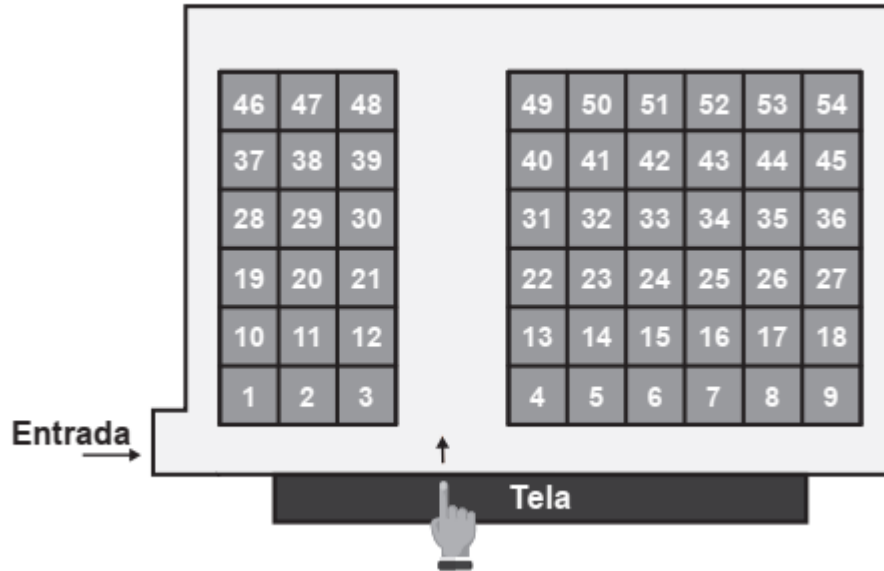 46 47 48 49 50 51 52 53 54
37 38 39 40 41 42 43 44 45
28 29 30 31 32 33 34 35 36
19 20 21 22 23 24 25 26 27
10 11 12 13 14 15 16 17 18
1 2 3 4 5 6 7 8 9
Entrada
Tela